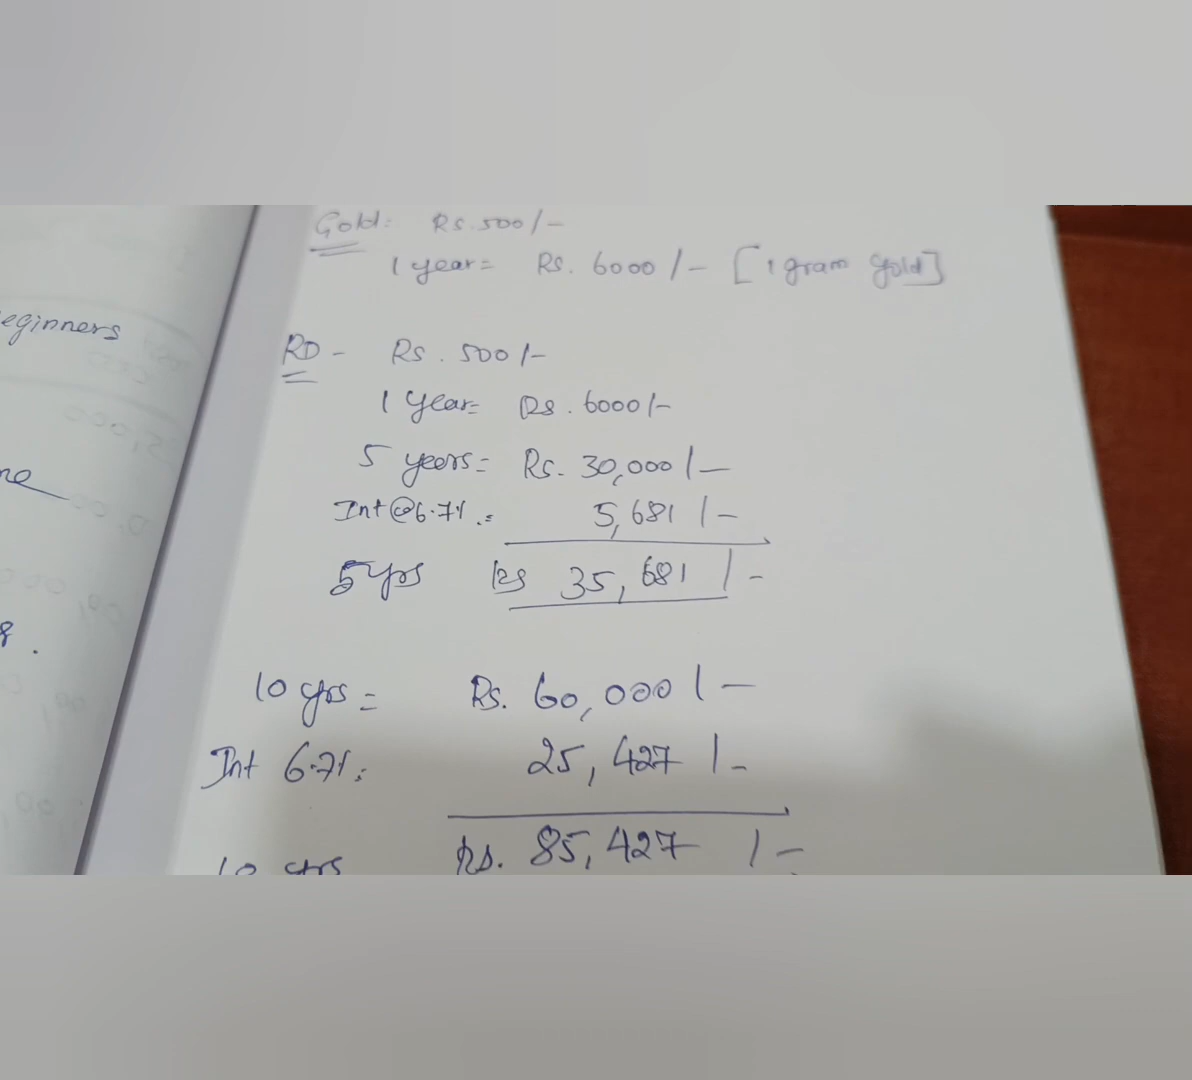 Gold: Rs.500/-
1 year = Rs. 6000/- [1 gram gold]
eginners
RD - Rs. 500/-
1 year = Rs. 6000/-
5 years = Rs. 30,000/-
Int @6.7% = 5,681/-
5 yrs Rs 35,681/-
10 yrs = Rs. 60,000/-
Int 6.7%: 25,427/-
Rs. 85,427/-
10 yrs